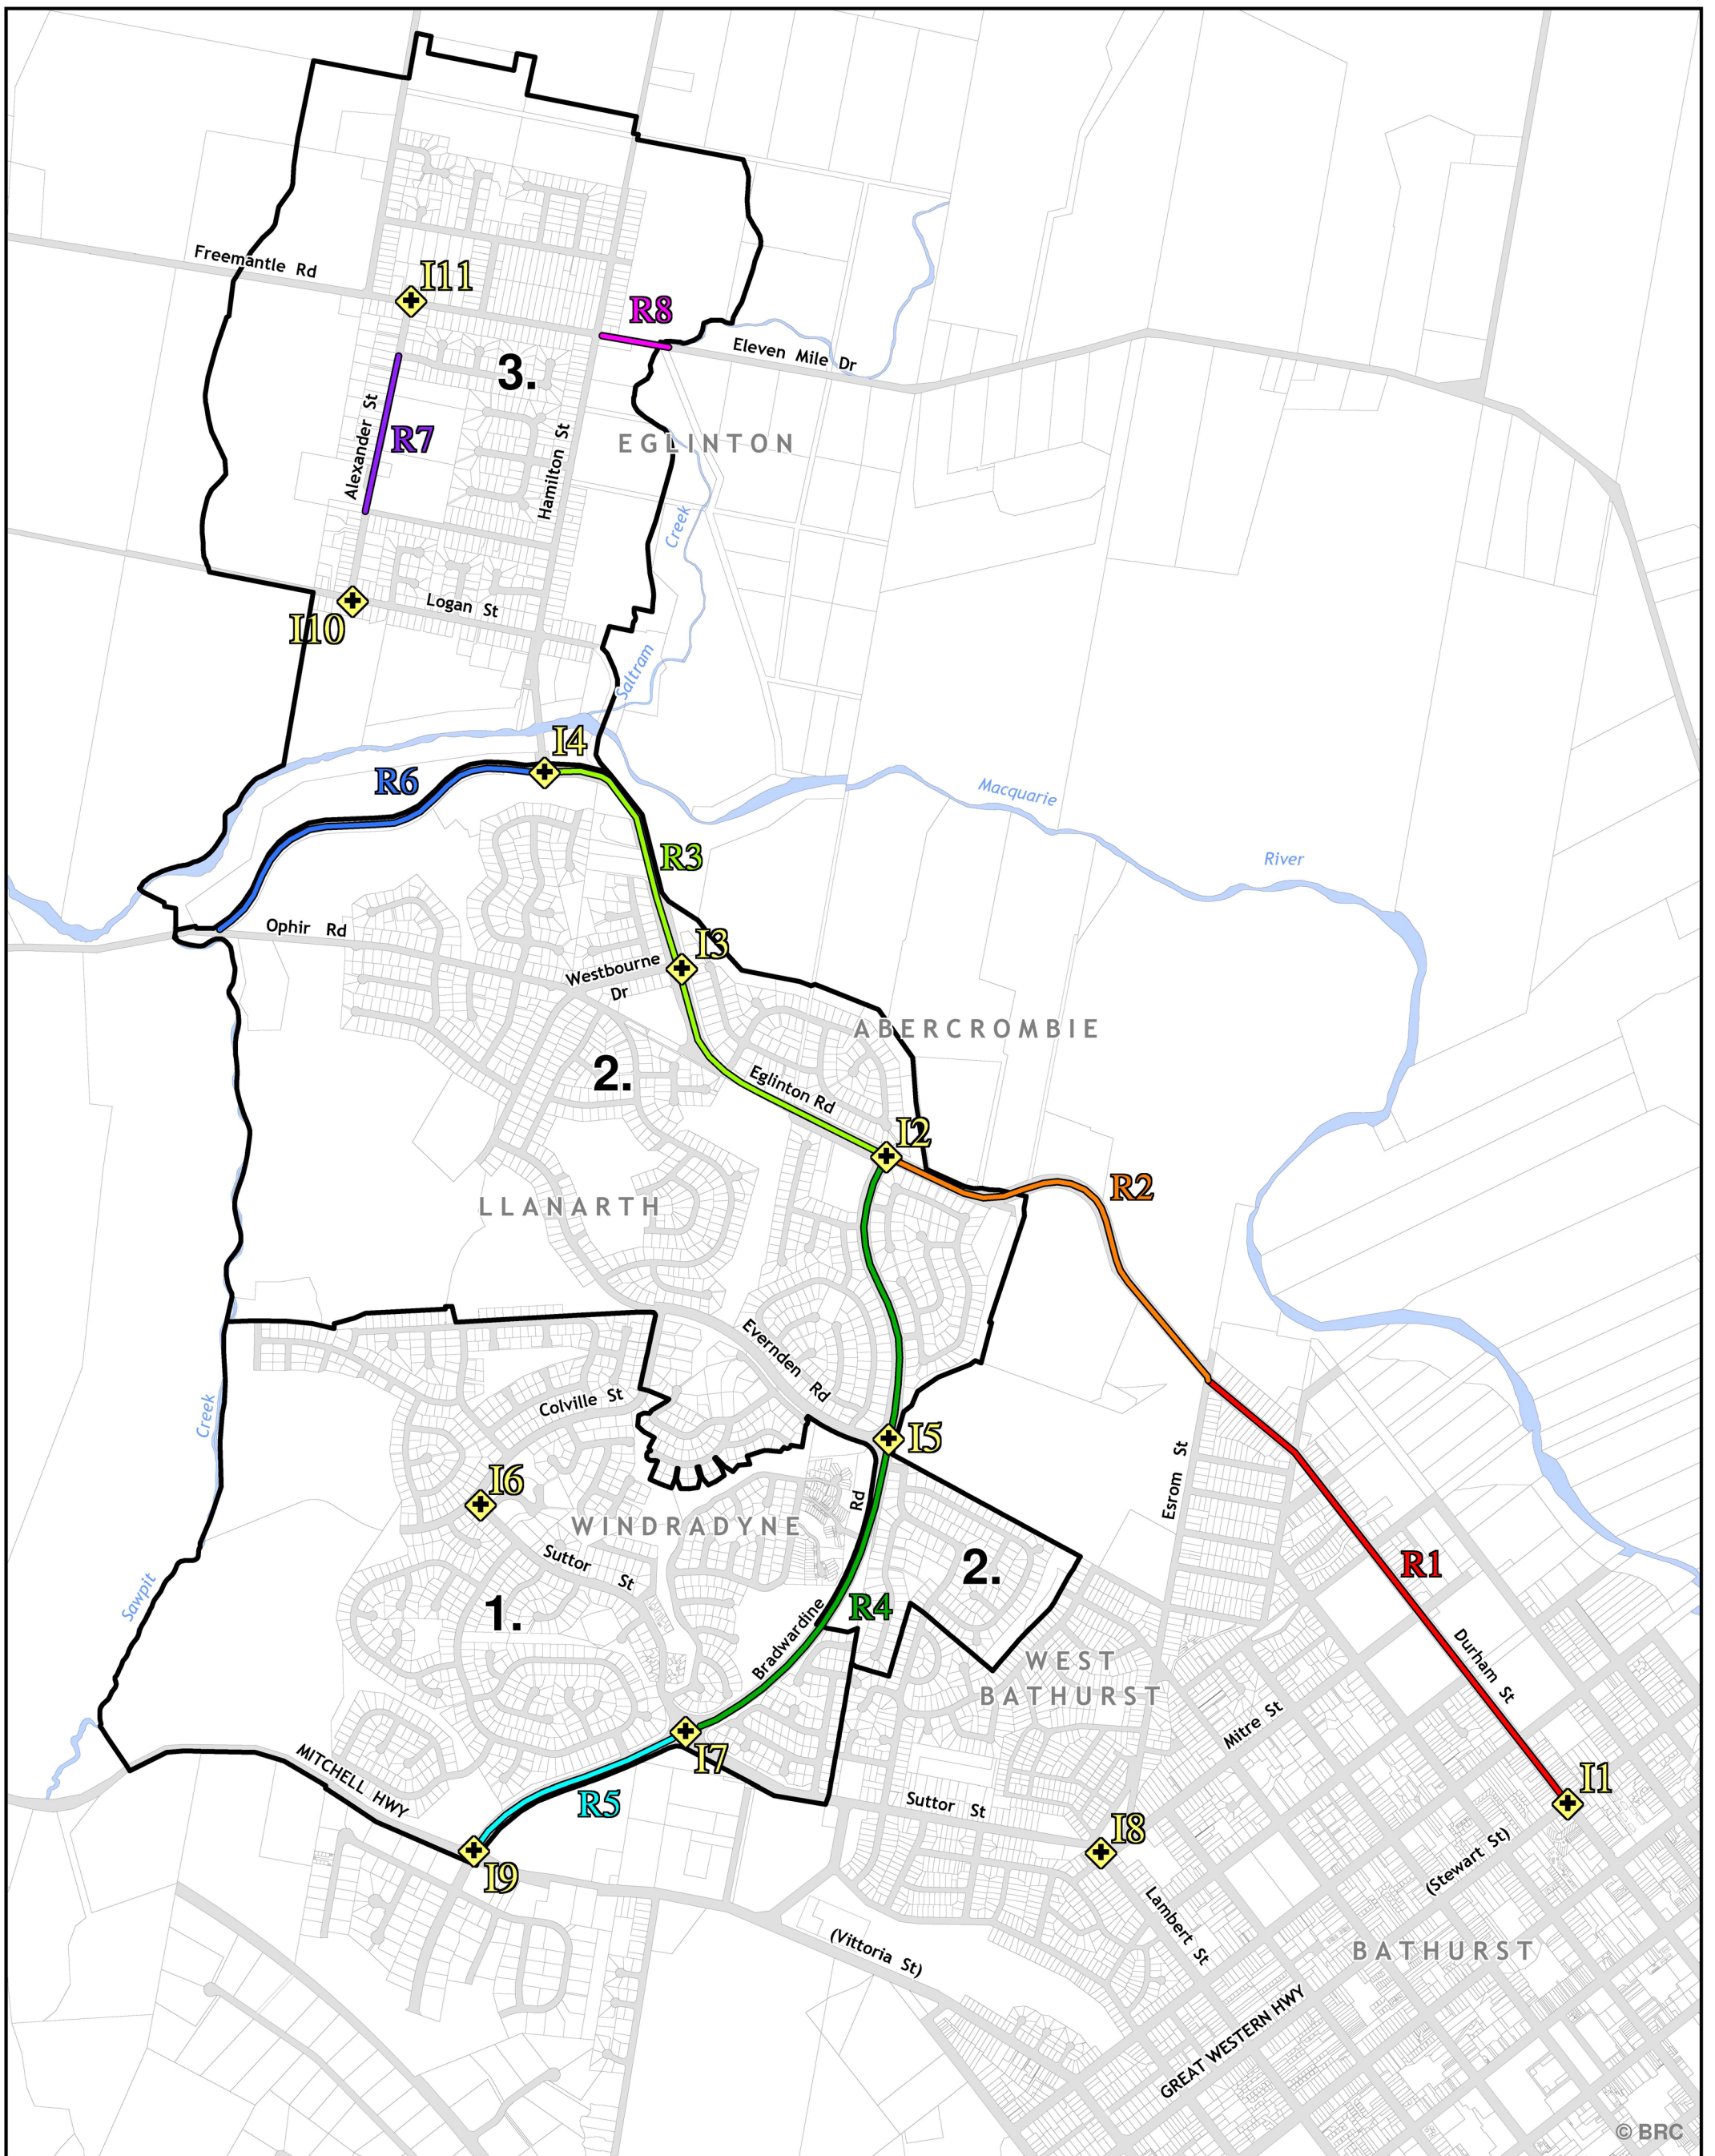 Freemantle Rd
I11
R8
Eleven Mile Dr
3.
Alexander St
R7
Hamilton St
EGLINTON
Creek
I10
Logan St
Saltram
I4
R6
Macquarie
R3
River
Ophir Rd
I3
Westbourne
Dr
ABERCROMBIE
2.
Eglinton Rd
I2
R2
LLANARTH
Evernden Rd
Colville St
Creek
I5
Esrom St
I6
Rd
WINDRADYNE
Suttor St
2.
R1
Sawpit
1.
Bradwardine
R4
WEST
BATHURST
Durham St
Mitre St
I7
MITCHELL HWY
R5
I1
Suttor St
I8
I9
(Stewart St)
Lambert St
(Vittoria St)
BATHURST
GREAT WESTERN HWY
© BRC